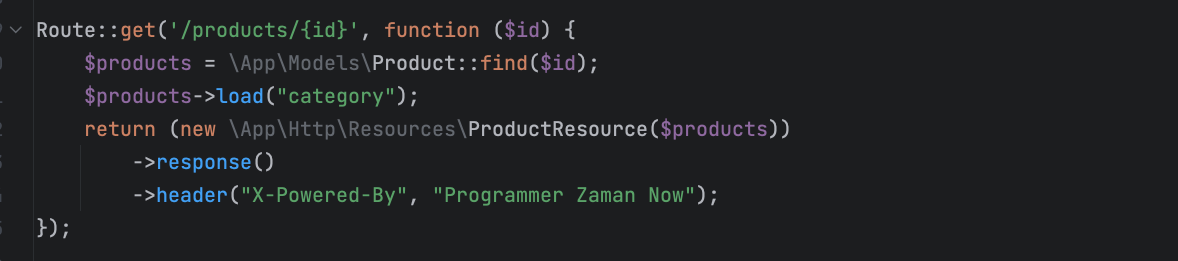 Route::get('/products/{id}', function ($id) {
    $products = \App\Models\Product::find($id);
    $products->load("category");
    return (new \App\Http\Resources\ProductResource($products))
        ->response()
        ->header("X-Powered-By", "Programmer Zaman Now");
});